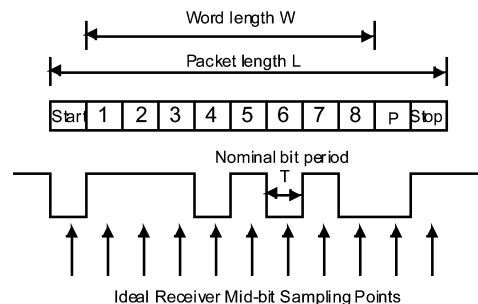 Word length W
Packet length L
Start 1 2 3 4 5 6 7 8 P Stop
Nominal bit period
T
Ideal Receiver Mid-bit Sampling Points